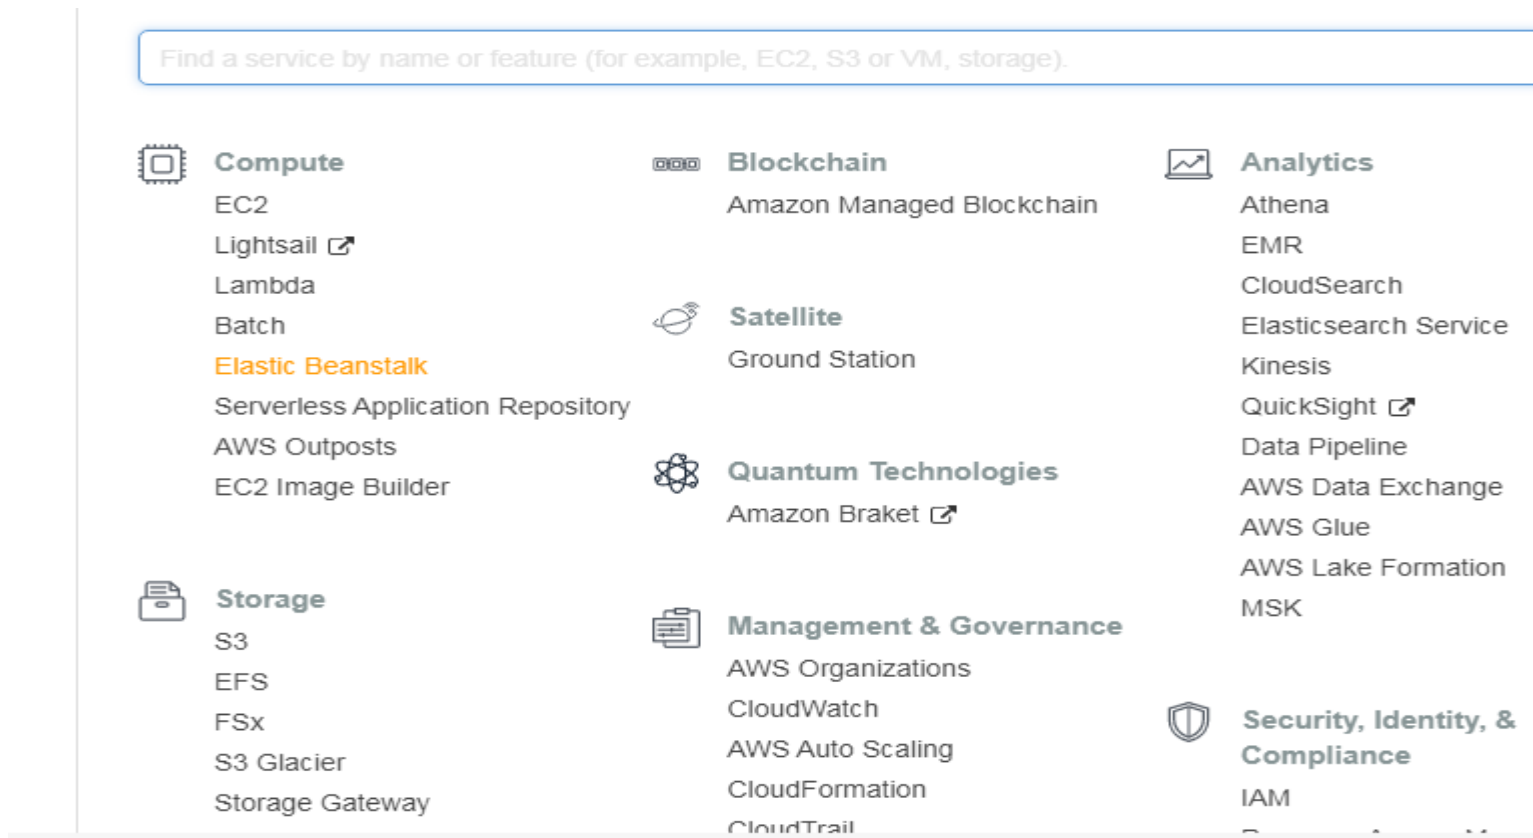 Find a service by name or feature (for example, EC2, S3 or VM, storage).
Compute
EC2
Lightsail
Lambda
Batch
Elastic Beanstalk
Serverless Application Repository
AWS Outposts
EC2 Image Builder
Storage
S3
EFS
FSx
S3 Glacier
Storage Gateway
Blockchain
Amazon Managed Blockchain
Satellite
Ground Station
Quantum Technologies
Amazon Braket
Management & Governance
AWS Organizations
CloudWatch
AWS Auto Scaling
CloudFormation
CloudTrail
Analytics
Athena
EMR
CloudSearch
Elasticsearch Service
Kinesis
QuickSight
Data Pipeline
AWS Data Exchange
AWS Glue
AWS Lake Formation
MSK
Security, Identity, &
Compliance
IAM